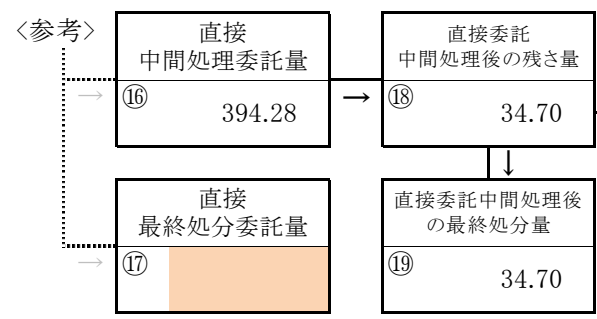 〈参考〉
直接
中間処理委託量
→
⑯
394.28
→
直接委託
中間処理後の残さ量
⑱
34.70
↓
直接
最終処分委託量
→
⑰
直接委託中間処理後
の最終処分量
⑲
34.70